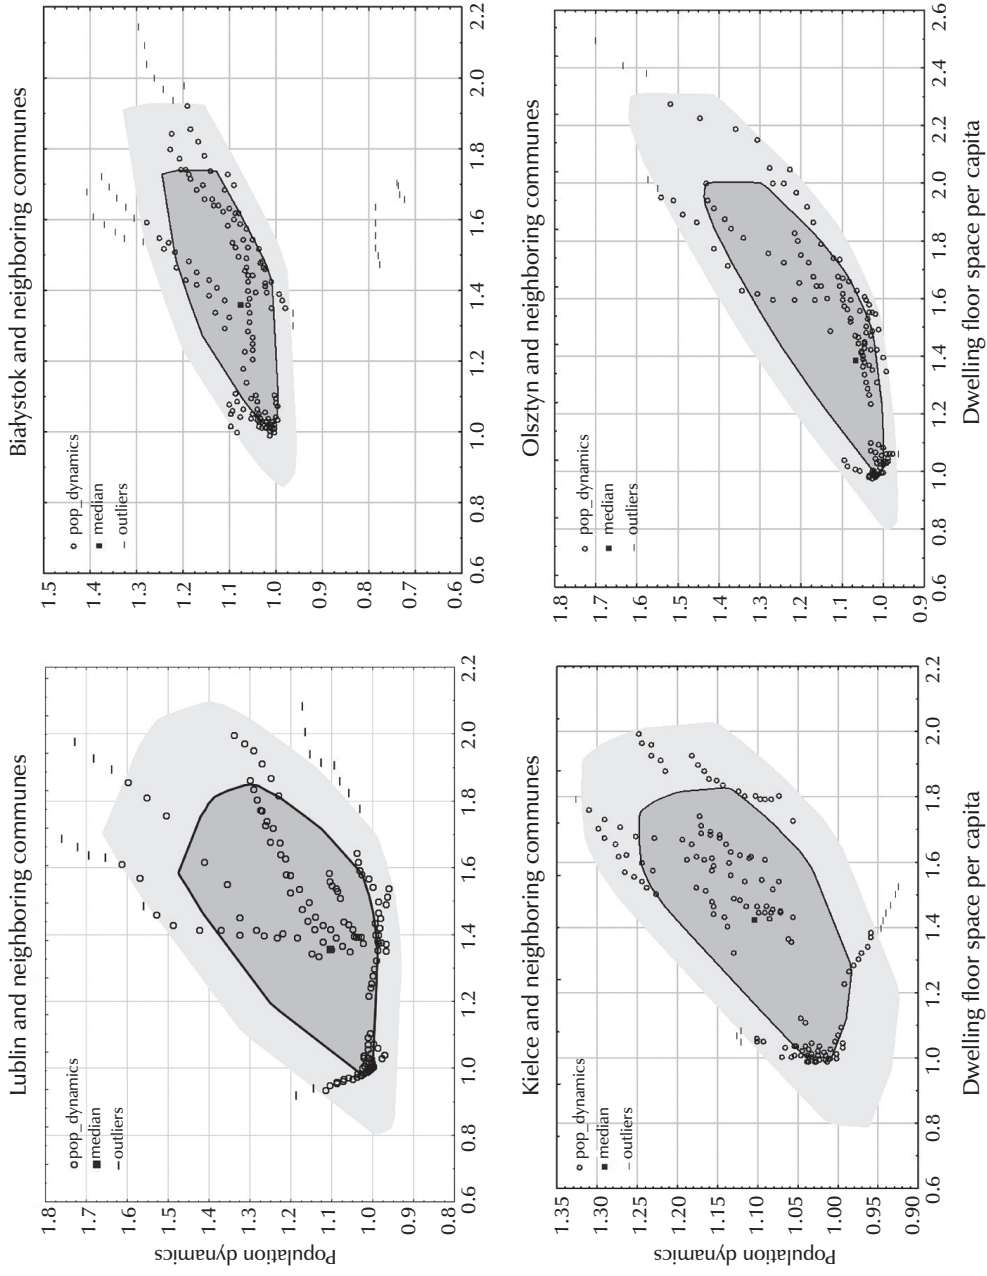 Lublin and neighboring communes
pop_dynamics
median
outliers
Population dynamics
1.8
1.7
1.6
1.5
1.4
1.3
1.2
1.1
1.0
0.9
0.8
0.6 0.8 1.0 1.2 1.4 1.6 1.8 2.0 2.2
Białystok and neighboring communes
pop_dynamics
median
outliers
1.5
1.4
1.3
1.2
1.1
1.0
0.9
0.8
0.7
0.6
0.6 0.8 1.0 1.2 1.4 1.6 1.8 2.0 2.2
Kielce and neighboring communes
pop_dynamics
median
outliers
Population dynamics
1.35
1.30
1.25
1.20
1.15
1.10
1.05
1.00
0.95
0.90
0.6 0.8 1.0 1.2 1.4 1.6 1.8 2.0 2.2
Dwelling floor space per capita
Olsztyn and neighboring communes
pop_dynamics
median
outliers
1.8
1.7
1.6
1.5
1.4
1.3
1.2
1.1
1.0
0.9
0.6 0.8 1.0 1.2 1.4 1.6 1.8 2.0 2.2 2.4 2.6
Dwelling floor space per capita